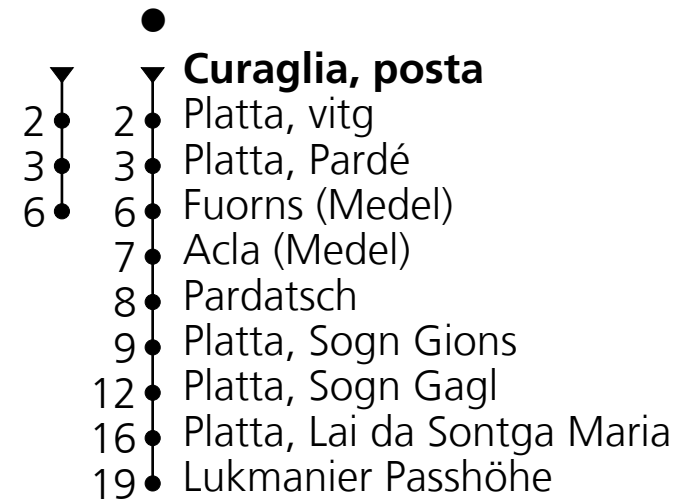 Curaglia, posta
2 2 Platta, vitg
3 3 Platta, Pardé
6 6 Fuorns (Medel)
7 Acla (Medel)
8 Pardatsch
9 Platta, Sogn Gions
12 Platta, Sogn Gagl
16 Platta, Lai da Sontga Maria
19 Lukmanier Passhöhe